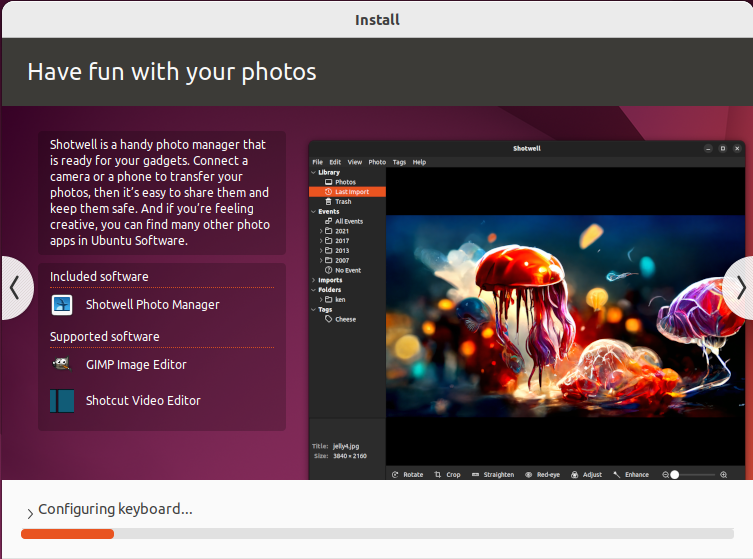 Install
Have fun with your photos
Shotwell is a handy photo manager that
is ready for your gadgets. Connect a
camera or a phone to transfer your
photos, then it's easy to share them and
keep them safe. And if you're feeling
creative, you can find many other photo
apps in Ubuntu Software.
Included software
Shotwell Photo Manager
Supported software
GIMP Image Editor
Shotcut Video Editor
Shotwell
File Edit View Photo Tags Help
Library
Photos
Last Import
Trash
Events
All Events
2021
2017
2013
2007
No Event
Imports
Folders
ken
Tags
Cheese
Title: jelly4.jpg
Size: 3840 × 2160
Rotate Crop Straighten Red-eye Adjust Enhance
Configuring keyboard...